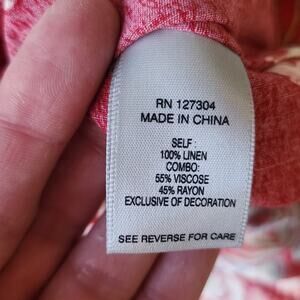 RN 127304
MADE IN CHINA
SELF:
100% LINEN
COMBO:
55% VISCOSE
45% RAYON
EXCLUSIVE OF DECORATION
SEE REVERSE FOR CARE